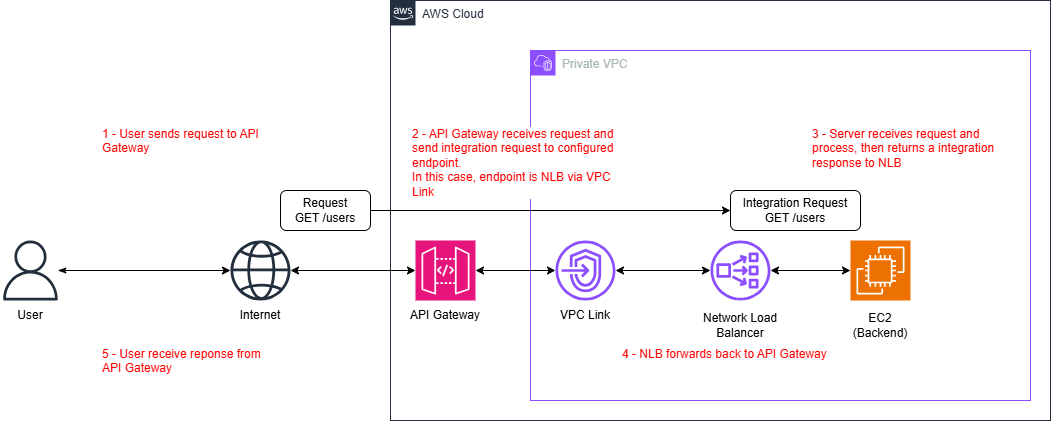 aws
AWS Cloud
Private VPC
1 - User sends request to API
Gateway
2 - API Gateway receives request and
send integration request to configured
endpoint.
In this case, endpoint is NLB via VPC
Link
3 - Server receives request and
process, then returns a integration
response to NLB
Request
GET /users
Integration Request
GET /users
User
Internet
</>
API Gateway
VPC Link
Network Load
Balancer
EC2
(Backend)
5 - User receive reponse from
API Gateway
4 - NLB forwards back to API Gateway